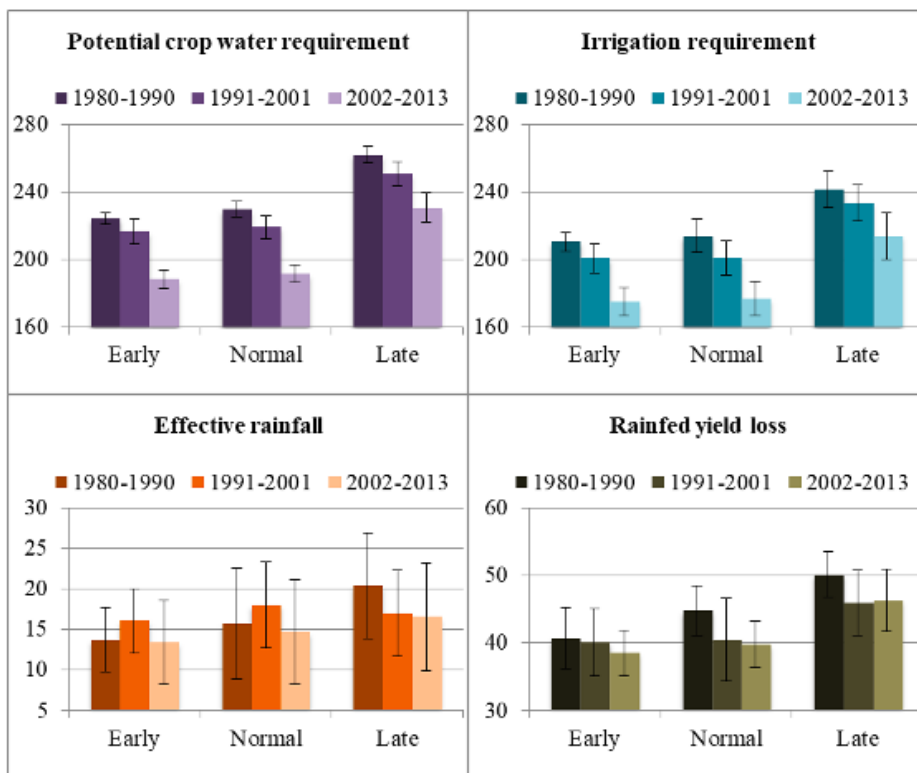 Potential crop water requirement
1980-1990 1991-2001 2002-2013
280
240
200
160
Early Normal Late
Irrigation requirement
1980-1990 1991-2001 2002-2013
280
240
200
160
Early Normal Late
Effective rainfall
1980-1990 1991-2001 2002-2013
30
25
20
15
10
5
Early Normal Late
Rainfed yield loss
1980-1990 1991-2001 2002-2013
60
50
40
30
Early Normal Late